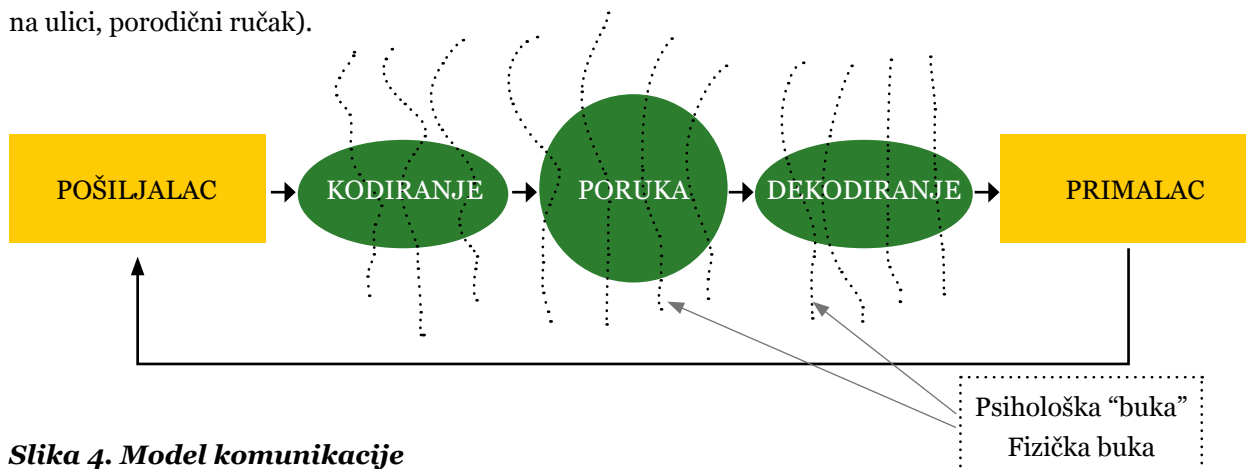 na ulici, porodični ručak).
POŠILJALAC
KODIRANJE
PORUKA
DEKODIRANJE
PRIMALAC
Psihološka “buka”
Fizička buka
Slika 4. Model komunikacije